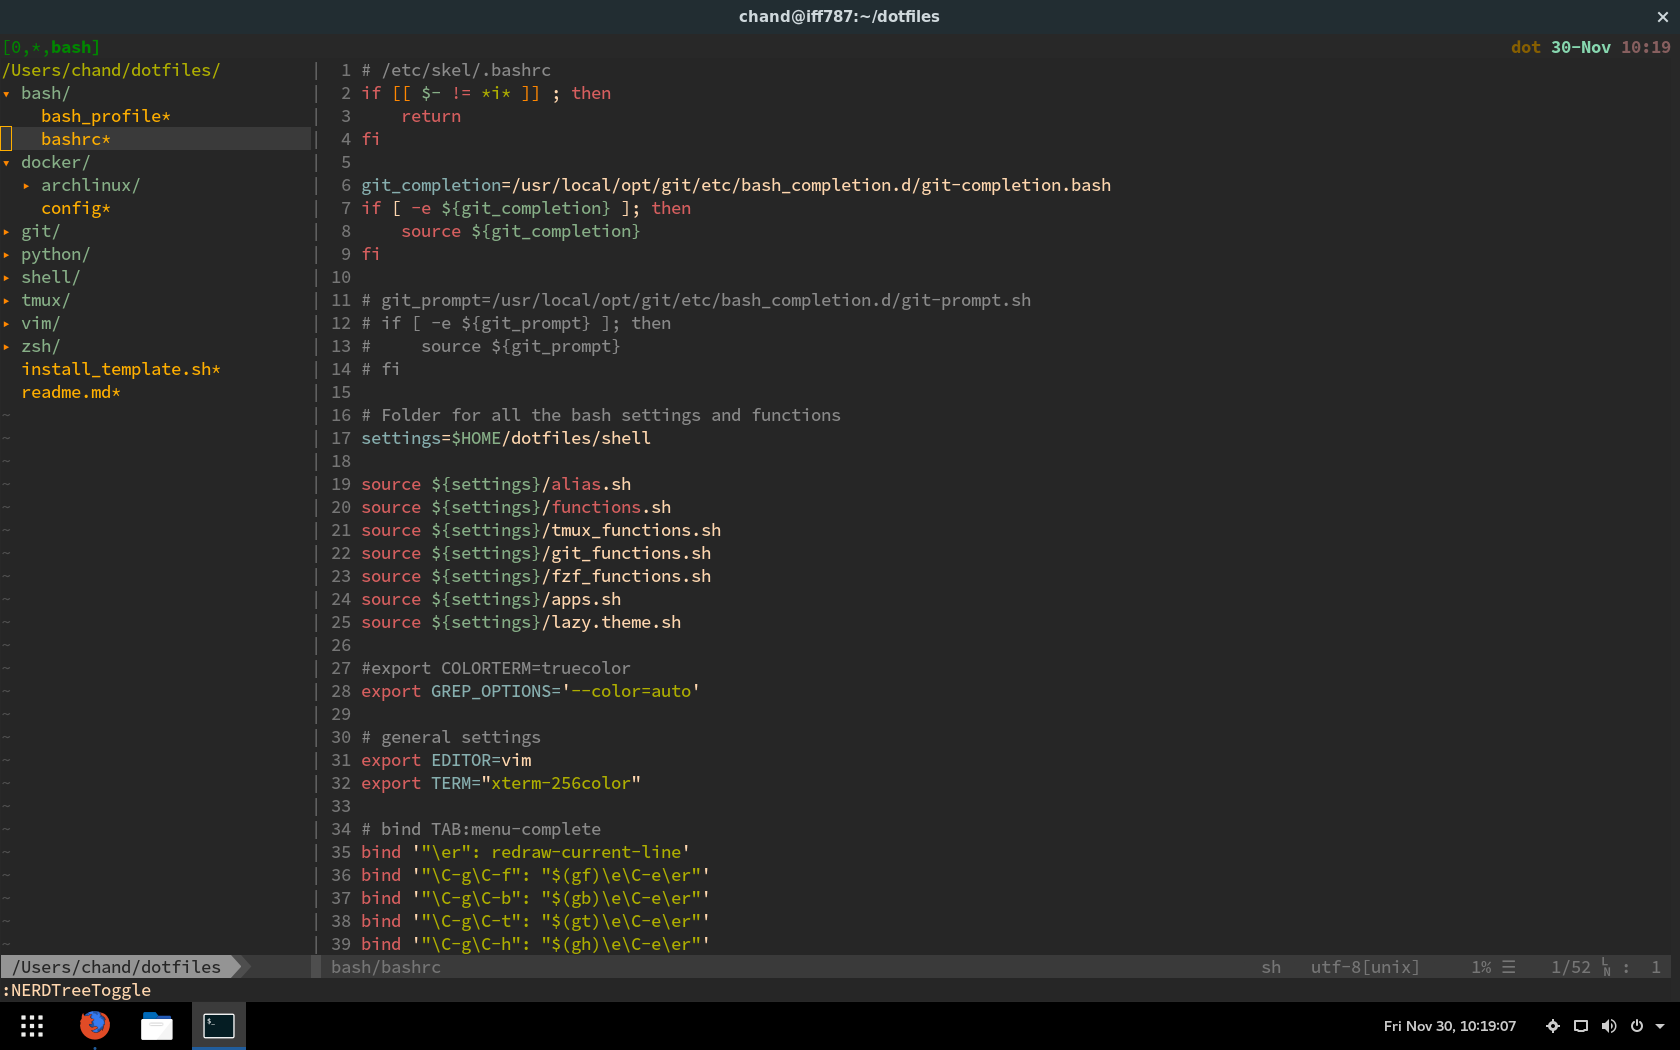 chand@iff787:~/dotfiles
[0,*,bash] dot 30-Nov 10:19
/Users/chand/dotfiles/
▾ bash/
bash_profile*
bashrc*
▾ docker/
▸ archlinux/
config*
▸ git/
▸ python/
▸ shell/
▸ tmux/
▸ vim/
▸ zsh/
install_template.sh*
readme.md*
1 # /etc/skel/.bashrc
2 if [[ $- != *i* ]] ; then
3     return
4 fi
5
6 git_completion=/usr/local/opt/git/etc/bash_completion.d/git-completion.bash
7 if [ -e ${git_completion} ]; then
8     source ${git_completion}
9 fi
10
11 # git_prompt=/usr/local/opt/git/etc/bash_completion.d/git-prompt.sh
12 # if [ -e ${git_prompt} ]; then
13 #     source ${git_prompt}
14 # fi
15
16 # Folder for all the bash settings and functions
17 settings=$HOME/dotfiles/shell
18
19 source ${settings}/alias.sh
20 source ${settings}/functions.sh
21 source ${settings}/tmux_functions.sh
22 source ${settings}/git_functions.sh
23 source ${settings}/fzf_functions.sh
24 source ${settings}/apps.sh
25 source ${settings}/lazy.theme.sh
26
27 #export COLORTERM=truecolor
28 export GREP_OPTIONS='--color=auto'
29
30 # general settings
31 export EDITOR=vim
32 export TERM="xterm-256color"
33
34 # bind TAB:menu-complete
35 bind '"\er": redraw-current-line'
36 bind '"\C-g\C-f": "$(gf)\e\C-e\er"'
37 bind '"\C-g\C-b": "$(gb)\e\C-e\er"'
38 bind '"\C-g\C-t": "$(gt)\e\C-e\er"'
39 bind '"\C-g\C-h": "$(gh)\e\C-e\er"'
/Users/chand/dotfiles bash/bashrc sh utf-8[unix] 1% ☰ 1/52 ␤ : 1
:NERDTreeToggle
Fri Nov 30, 10:19:07